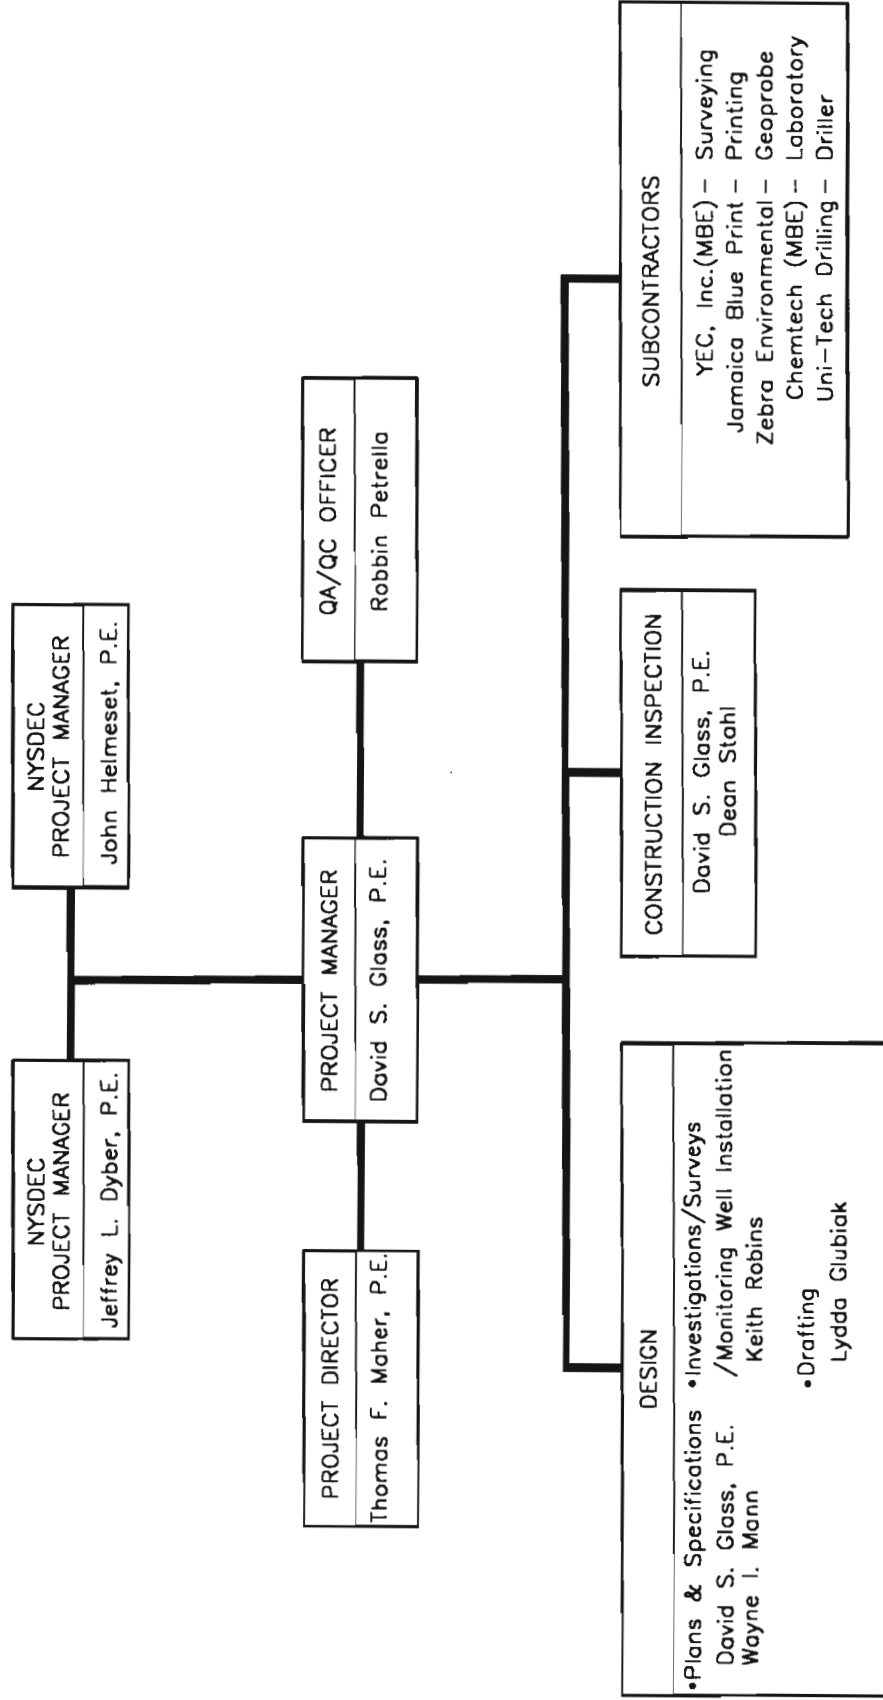 NYSDEC
PROJECT MANAGER
Jeffrey L. Dyber, P.E.
NYSDEC
PROJECT MANAGER
John Helmeset, P.E.
PROJECT DIRECTOR
Thomas F. Maher, P.E.
PROJECT MANAGER
David S. Glass, P.E.
QA/QC OFFICER
Robbin Petrella
DESIGN
•Plans & Specifications
David S. Glass, P.E.
Wayne I. Mann
•Investigations/Surveys
/Monitoring Well Installation
Keith Robins
•Drafting
Lydda Glubiak
CONSTRUCTION INSPECTION
David S. Glass, P.E.
Dean Stahl
SUBCONTRACTORS
YEC, Inc.(MBE) – Surveying
Jamaica Blue Print – Printing
Zebra Environmental – Geoprobe
Chemtech (MBE) -- Laboratory
Uni–Tech Drilling – Driller